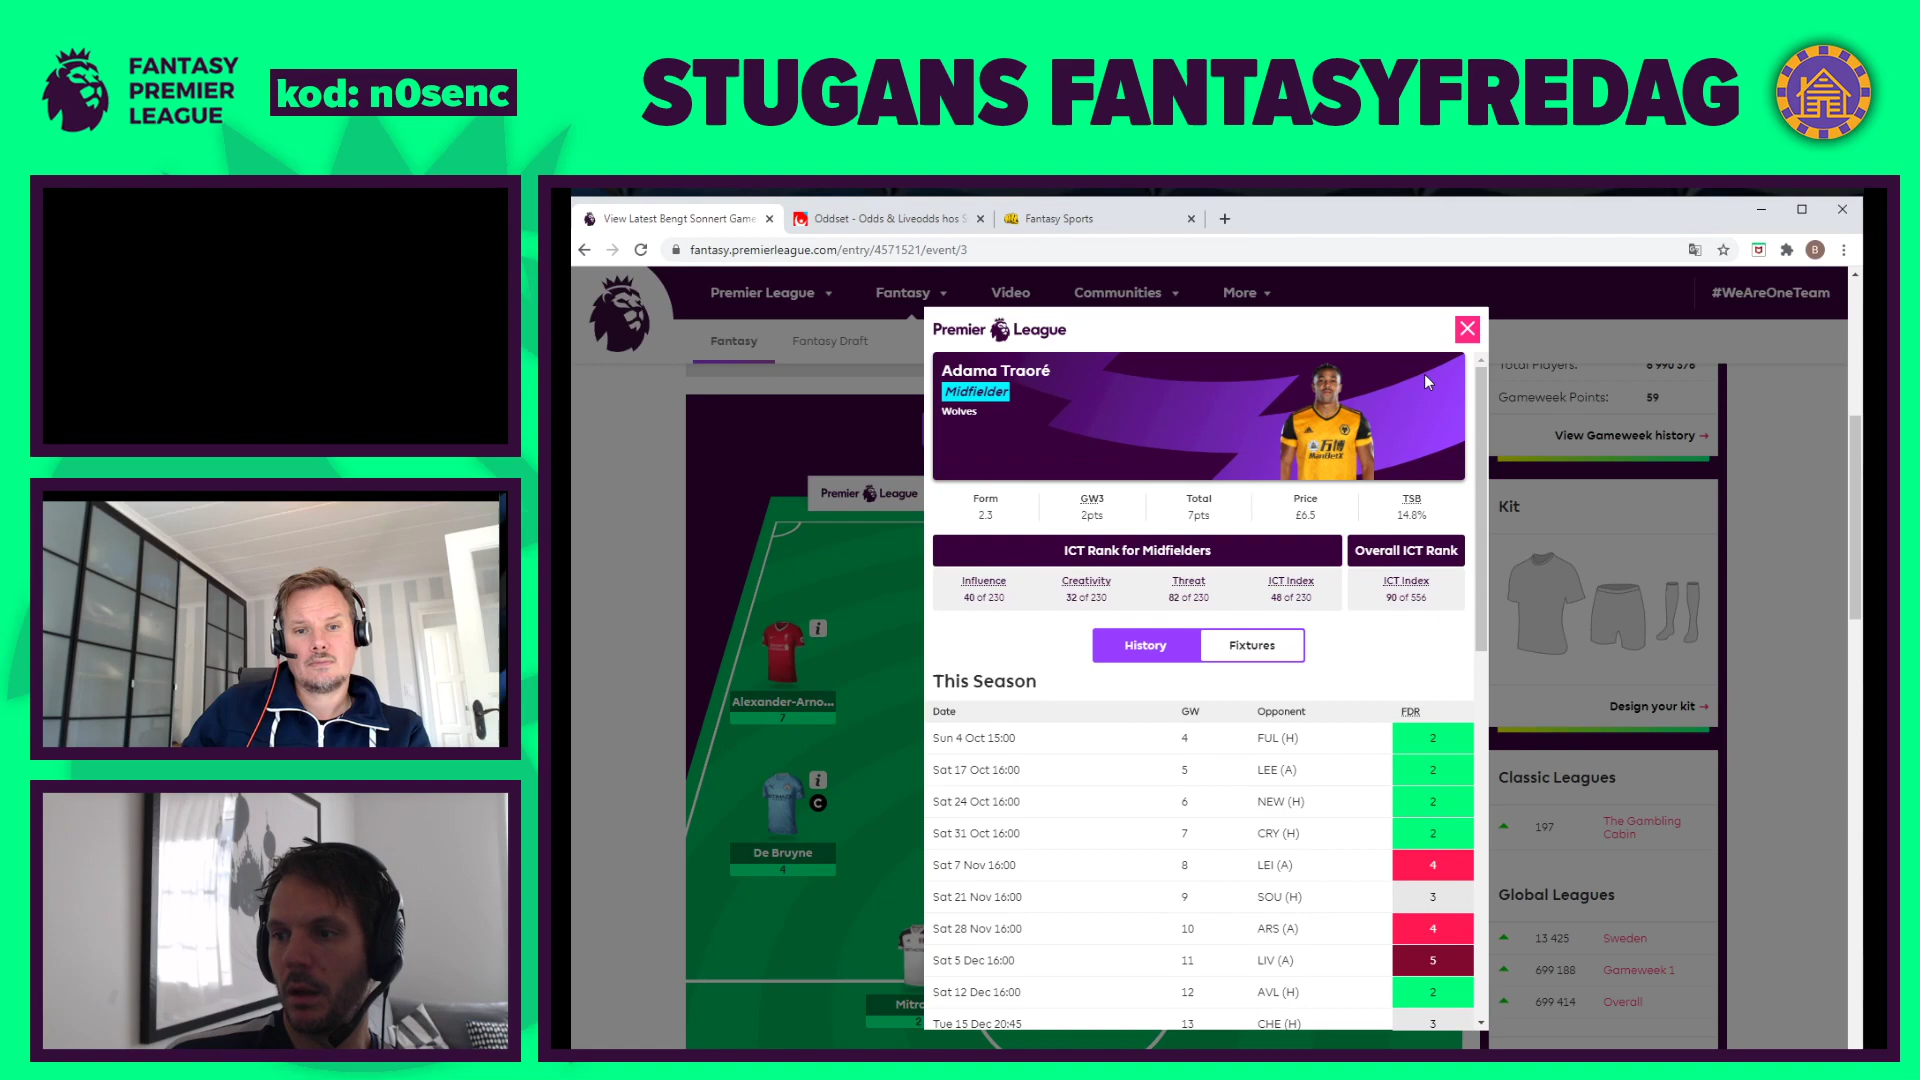 FANTASY
PREMIER
LEAGUE
kod: n0senc
STUGANS FANTASYFREDAG
View Latest Bengt Sonnert Game
Oddset - Odds & Liveodds hos S
Fantasy Sports
fantasy.premierleague.com/entry/4571521/event/3
B
Premier League
Fantasy
Video
Communities
More
#WeAreOneTeam
Fantasy
Fantasy Draft
Premier League
Adama Traoré
Midfielder
Wolves
Form
2.3
GW3
2pts
Total
7pts
Price
£6.5
TSB
14.8%
ICT Rank for Midfielders
Overall ICT Rank
Influence
40 of 230
Creativity
32 of 230
Threat
82 of 230
ICT Index
48 of 230
ICT Index
90 of 556
History
Fixtures
This Season
Date GW Opponent FDR
Sun 4 Oct 15:00 4 FUL (H) 2
Sat 17 Oct 16:00 5 LEE (A) 2
Sat 24 Oct 16:00 6 NEW (H) 2
Sat 31 Oct 16:00 7 CRY (H) 2
Sat 7 Nov 16:00 8 LEI (A) 4
Sat 21 Nov 16:00 9 SOU (H) 3
Sat 28 Nov 16:00 10 ARS (A) 4
Sat 5 Dec 16:00 11 LIV (A) 5
Sat 12 Dec 16:00 12 AVL (H) 2
Tue 15 Dec 20:45 13 CHE (H) 3
Premier League
Alexander-Arno...
7
C
De Bruyne
4
Mitro
2
Total Players:
Gameweek Points: 59
View Gameweek history
Kit
Design your kit
Classic Leagues
197 The Gambling
Cabin
Global Leagues
13 425 Sweden
699 188 Gameweek 1
699 414 Overall